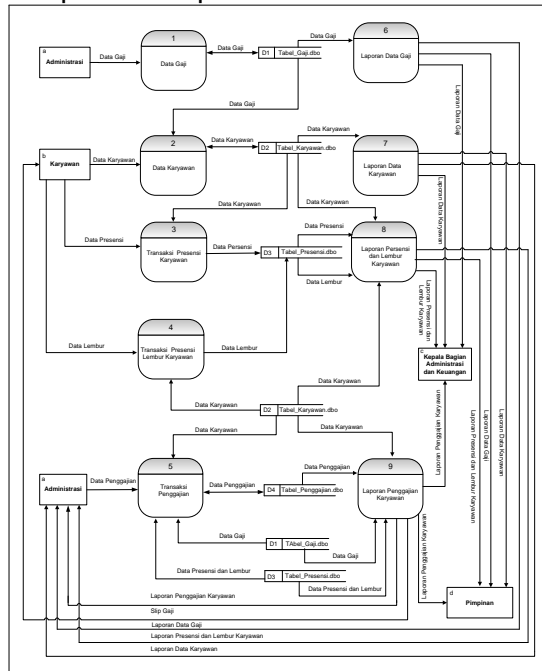 1
6
a
Administrasi
Data Gaji
Data Gaji
Data Gaji
D1 Tabel_Gaji.dbo
Data Gaji
Laporan Data Gaji
Data Gaji
Laporan Data Gaji
2
7
b
Karyawan
Data Karyawan
Data Karyawan
Data Karyawan
D2 Tabel_Karyawan.dbo
Data Karyawan
Laporan Data
Karyawan
Data Karyawan
Data Karyawan
Laporan Data Karyawan
3
8
Data Presensi
Transaksi Presensi
Karyawan
Data Persensi
D3 Tabel_Presensi.dbo
Data Presensi
Data Lembur
Laporan Persensi
dan Lembur
Karyawan
Laporan Presensi dan
Lembur Karyawan
4
Data Lembur
Transaksi Presensi
Lembur Karyawan
Data Lembur
c
Kepala Bagian
Administrasi
dan Keuangan
Data Karyawan
D2 Tabel_Karyawan.dbo
Data Karyawan
Data Karyawan
Data Karyawan
Laporan Penggajian Karyawan
Laporan Presensi dan Lembur Karyawan
Laporan Data Gaji
Laporan Data Karyawan
5
9
a
Administrasi
Data Penggajian
Transaksi
Penggajian
Data Penggajian
D4 Tabel_Penggajian.dbo
Data Penggajian
Laporan Penggajian
Karyawan
Data Gaji
D1 TAbel_Gaji.dbo
Data Gaji
Data Presensi dan Lembur
D3 Tabel_Presensi.dbo
Data Presensi dan Lembur
Laporan Penggajian Karyawan
d
Pimpinan
Laporan Penggajian Karyawan
Slip Gaji
Laporan Data Gaji
Laporan Presensi dan Lembur Karyawan
Laporan Data Karyawan